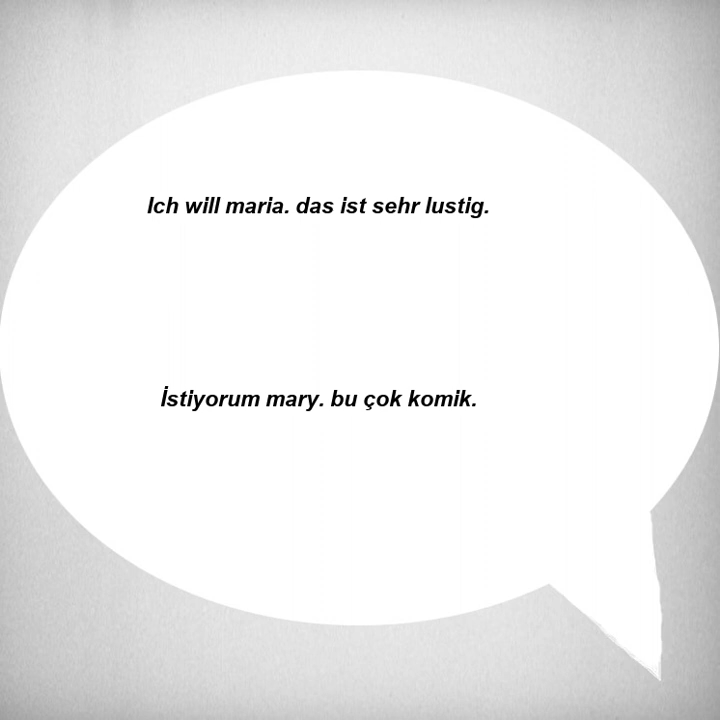 Ich will maria. das ist sehr lustig.
İstiyorum mary. bu çok komik.